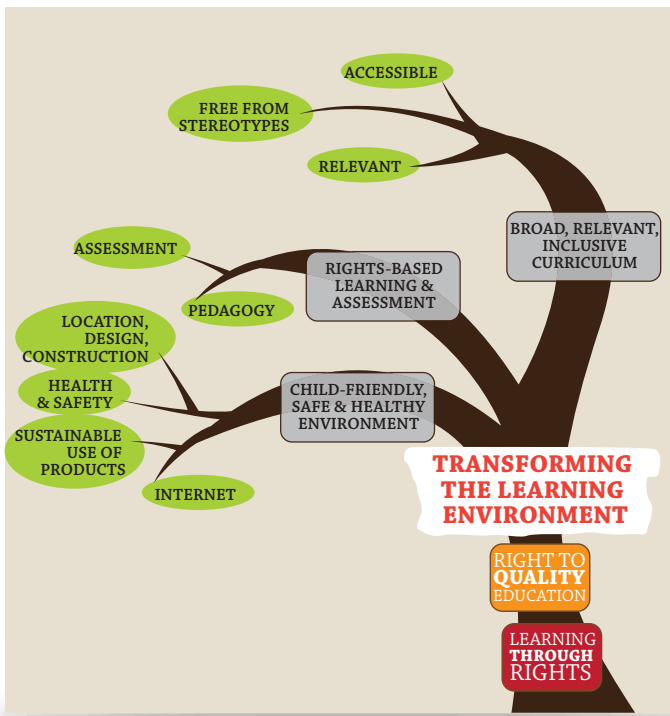 ACCESSIBLE
FREE FROM
STEREOTYPES
RELEVANT
BROAD, RELEVANT,
INCLUSIVE
CURRICULUM
ASSESSMENT
PEDAGOGY
RIGHTS-BASED
LEARNING &
ASSESSMENT
LOCATION,
DESIGN,
CONSTRUCTION
HEALTH
& SAFETY
SUSTAINABLE
USE OF
PRODUCTS
INTERNET
CHILD-FRIENDLY,
SAFE & HEALTHY
ENVIRONMENT
TRANSFORMING
THE LEARNING
ENVIRONMENT
RIGHT TO
QUALITY
EDUCATION
LEARNING
THROUGH
RIGHTS